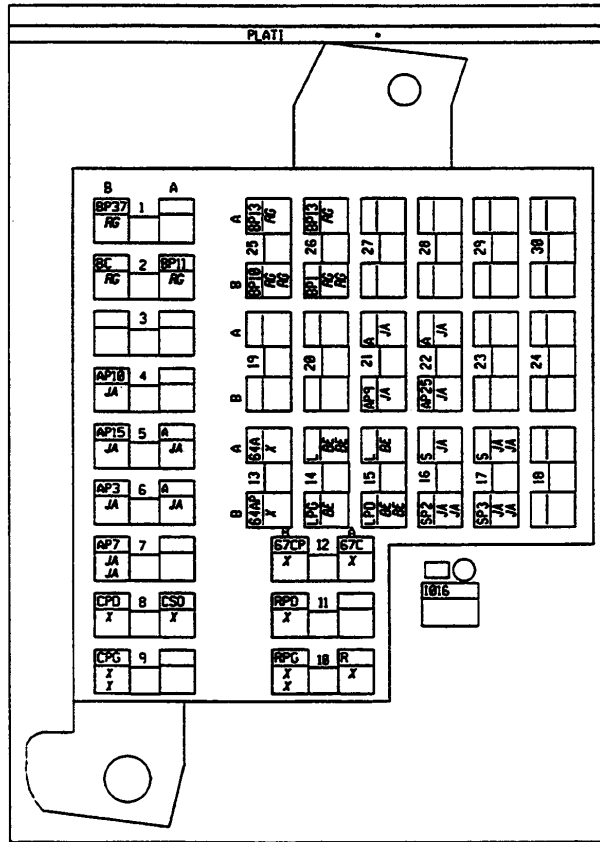 PLATI
B A
BP37 1
RG
BC 2 BP11
RG RG
3
AP10 4
JA
AP15 5 A
JA JA
AP3 6 A
JA JA
AP7 7
JA
JA
CPD 8 CSD
X X
CPG 9
X
X
A BP13 RG BP13 RG
25 26 27 28 29 30
B BP10 RG RG BP1 RG RG
A A JA A JA
19 20 21 22 23 24
B AP9 JA AP25 JA
A 64A X L BE BE L BE S JA S JA JA
13 14 15 16 17 18
B 64AP X LPG BE LPD BE BE SP2 JA JA SP3 JA JA
B A
67CP 12 67C
X X
RPD 11
X
RPG 10 R
X X
X
1016